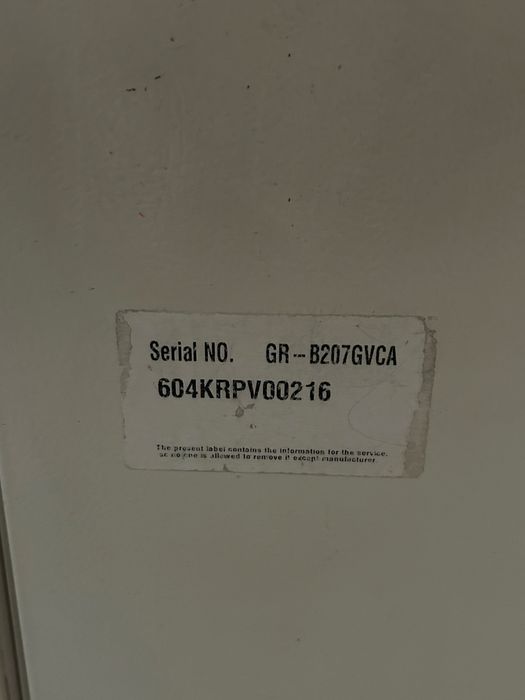 Serial NO. GR--B207GVCA
604KRPV00216
The present label contains the information for the service.
so no one is allowed to remove it except manufacturer